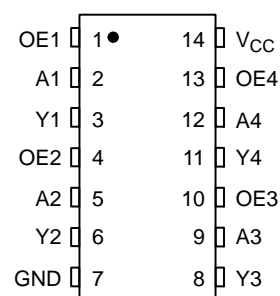 OE1 1 14 VCC
A1 2 13 OE4
Y1 3 12 A4
OE2 4 11 Y4
A2 5 10 OE3
Y2 6 9 A3
GND 7 8 Y3